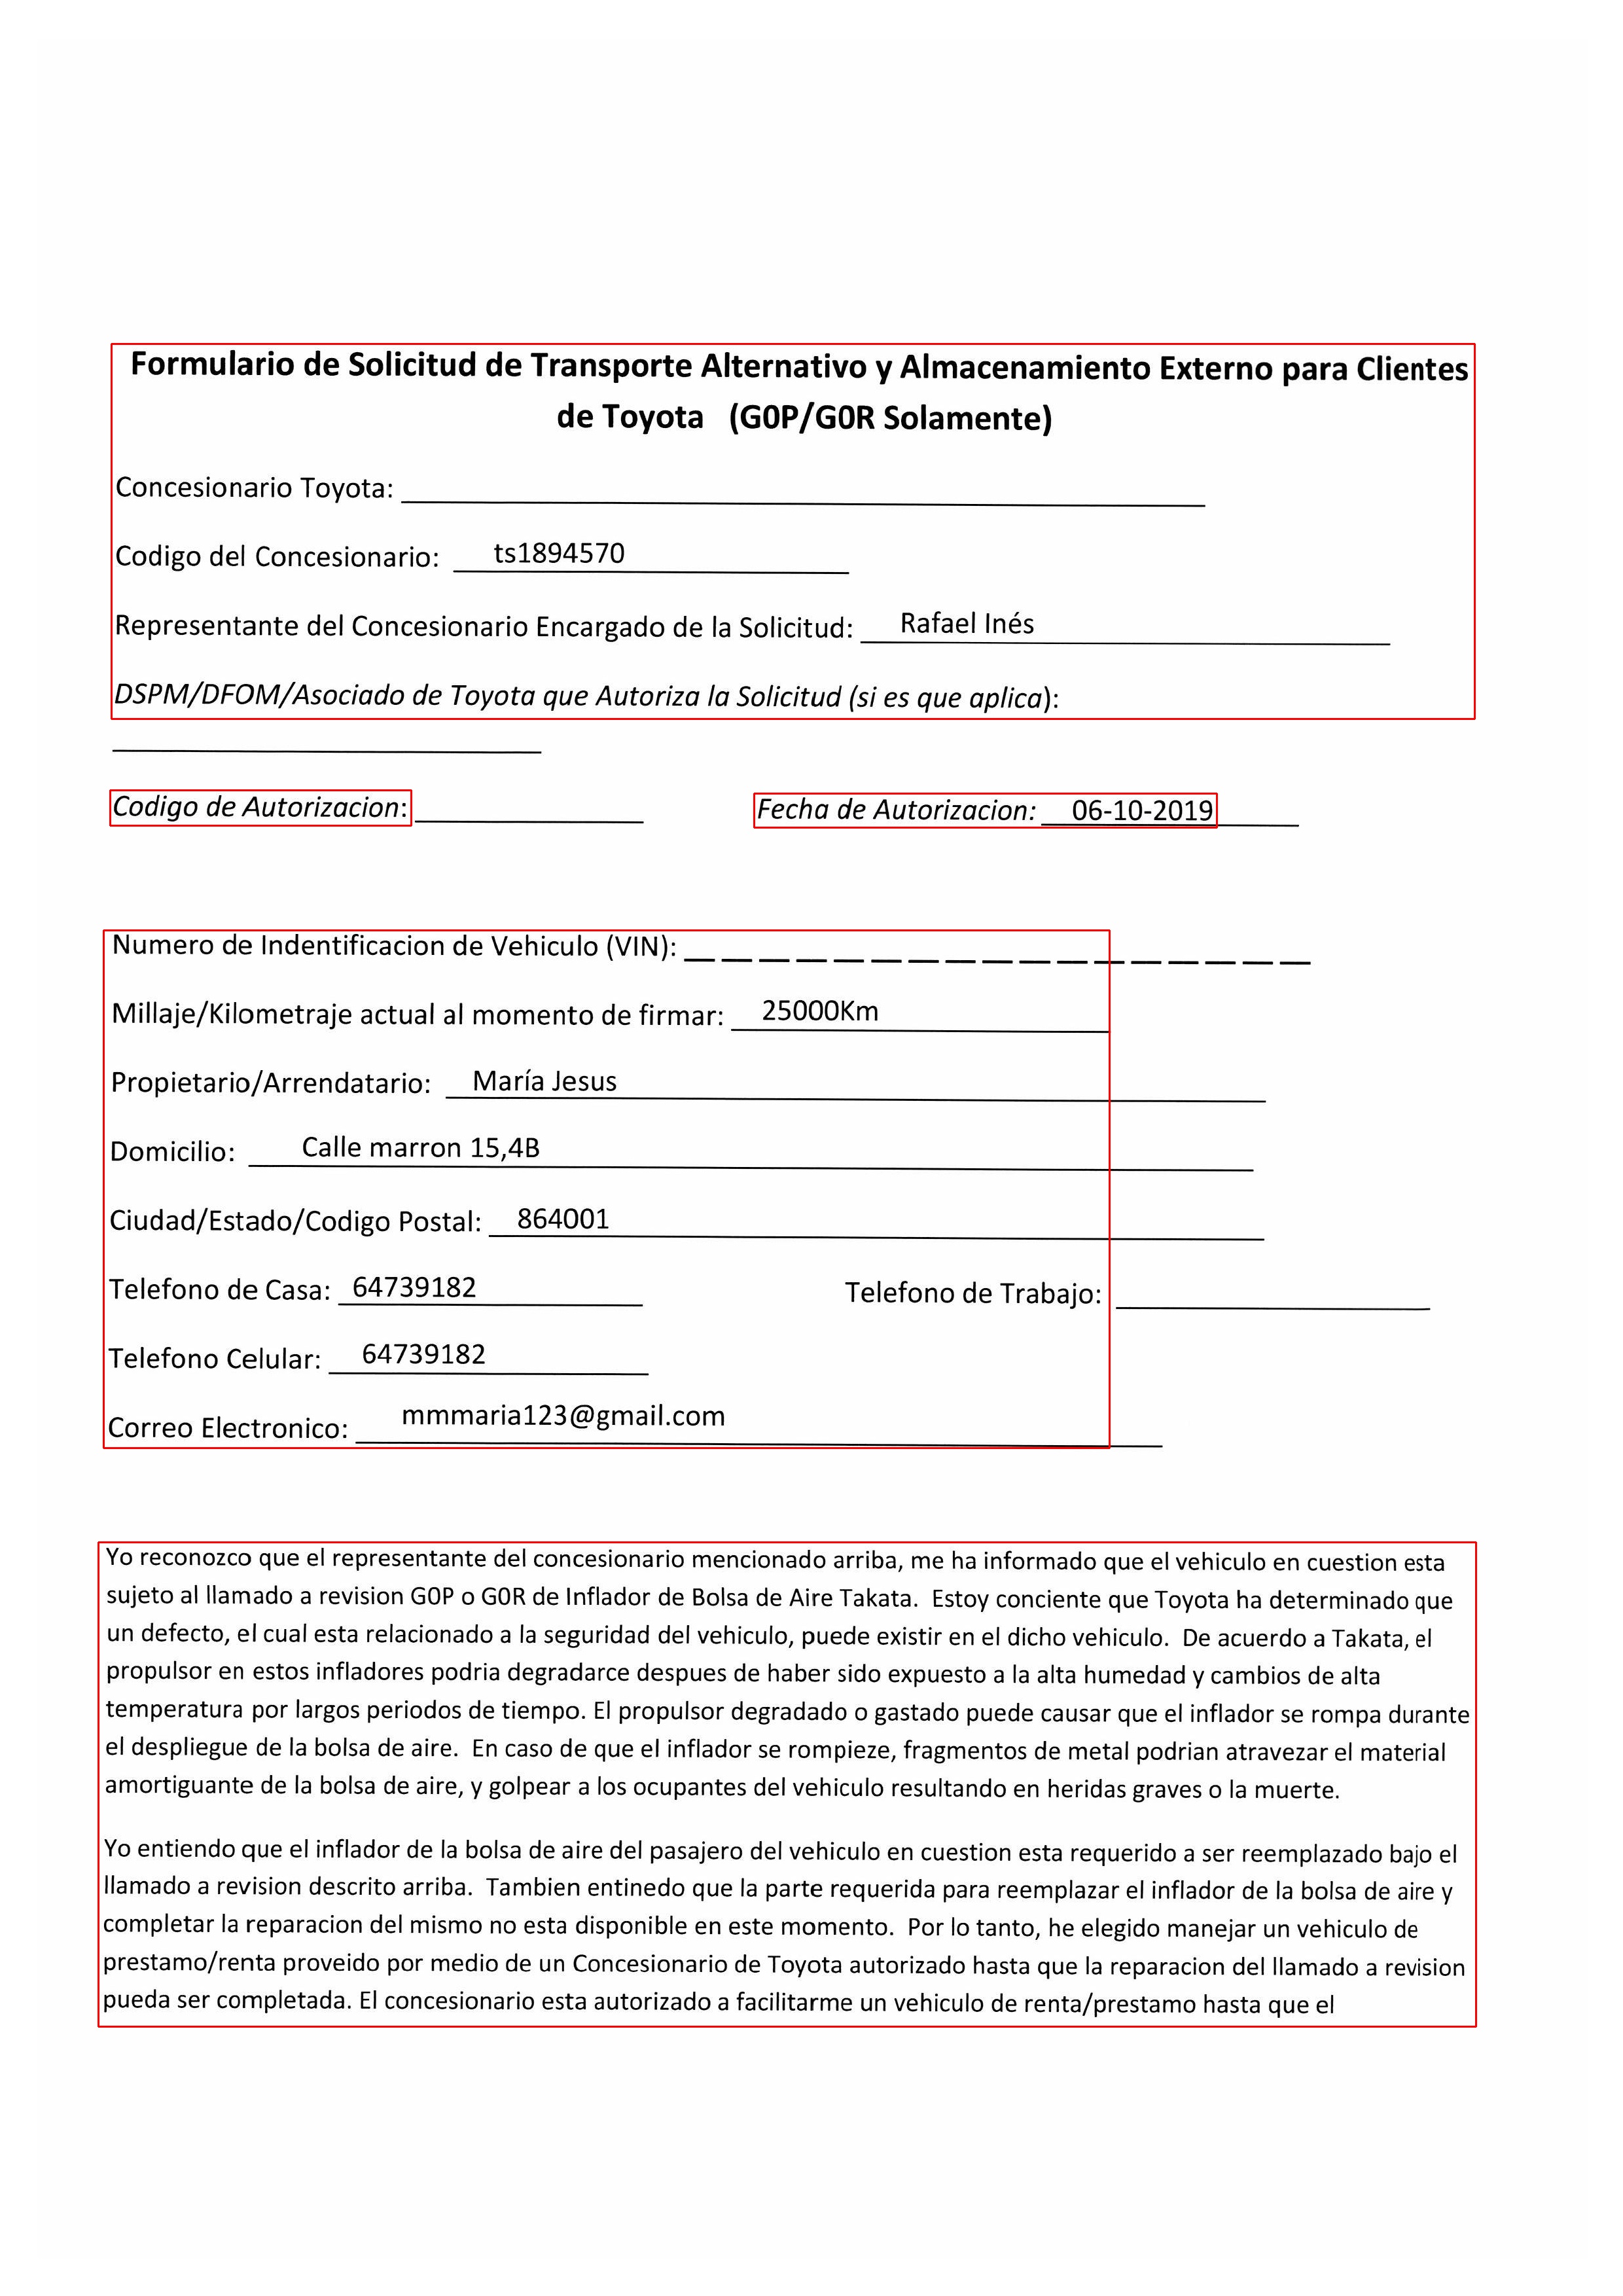 Formulario de Solicitud de Transporte Alternativo y Almacenamiento Externo para Clientes
de Toyota (G0P/G0R Solamente)
Concesionario Toyota:
Codigo del Concesionario: ts1894570
Representante del Concesionario Encargado de la Solicitud: Rafael Inés
DSPM/DFOM/Asociado de Toyota que Autoriza la Solicitud (si es que aplica):
Codigo de Autorizacion: Fecha de Autorizacion: 06-10-2019
Numero de Indentificacion de Vehiculo (VIN):
Millaje/Kilometraje actual al momento de firmar: 25000Km
Propietario/Arrendatario: María Jesus
Domicilio: Calle marron 15,4B
Ciudad/Estado/Codigo Postal: 864001
Telefono de Casa: 64739182 Telefono de Trabajo:
Telefono Celular: 64739182
Correo Electronico: mmmaria123@gmail.com
Yo reconozco que el representante del concesionario mencionado arriba, me ha informado que el vehiculo en cuestion esta
sujeto al llamado a revision G0P o G0R de Inflador de Bolsa de Aire Takata. Estoy conciente que Toyota ha determinado que
un defecto, el cual esta relacionado a la seguridad del vehiculo, puede existir en el dicho vehiculo. De acuerdo a Takata, el
propulsor en estos infladores podria degradarce despues de haber sido expuesto a la alta humedad y cambios de alta
temperatura por largos periodos de tiempo. El propulsor degradado o gastado puede causar que el inflador se rompa durante
el despliegue de la bolsa de aire. En caso de que el inflador se rompieze, fragmentos de metal podrian atravezar el material
amortiguante de la bolsa de aire, y golpear a los ocupantes del vehiculo resultando en heridas graves o la muerte.
Yo entiendo que el inflador de la bolsa de aire del pasajero del vehiculo en cuestion esta requerido a ser reemplazado bajo el
llamado a revision descrito arriba. Tambien entinedo que la parte requerida para reemplazar el inflador de la bolsa de aire y
completar la reparacion del mismo no esta disponible en este momento. Por lo tanto, he elegido manejar un vehiculo de
prestamo/renta proveido por medio de un Concesionario de Toyota autorizado hasta que la reparacion del llamado a revision
pueda ser completada. El concesionario esta autorizado a facilitarme un vehiculo de renta/prestamo hasta que el